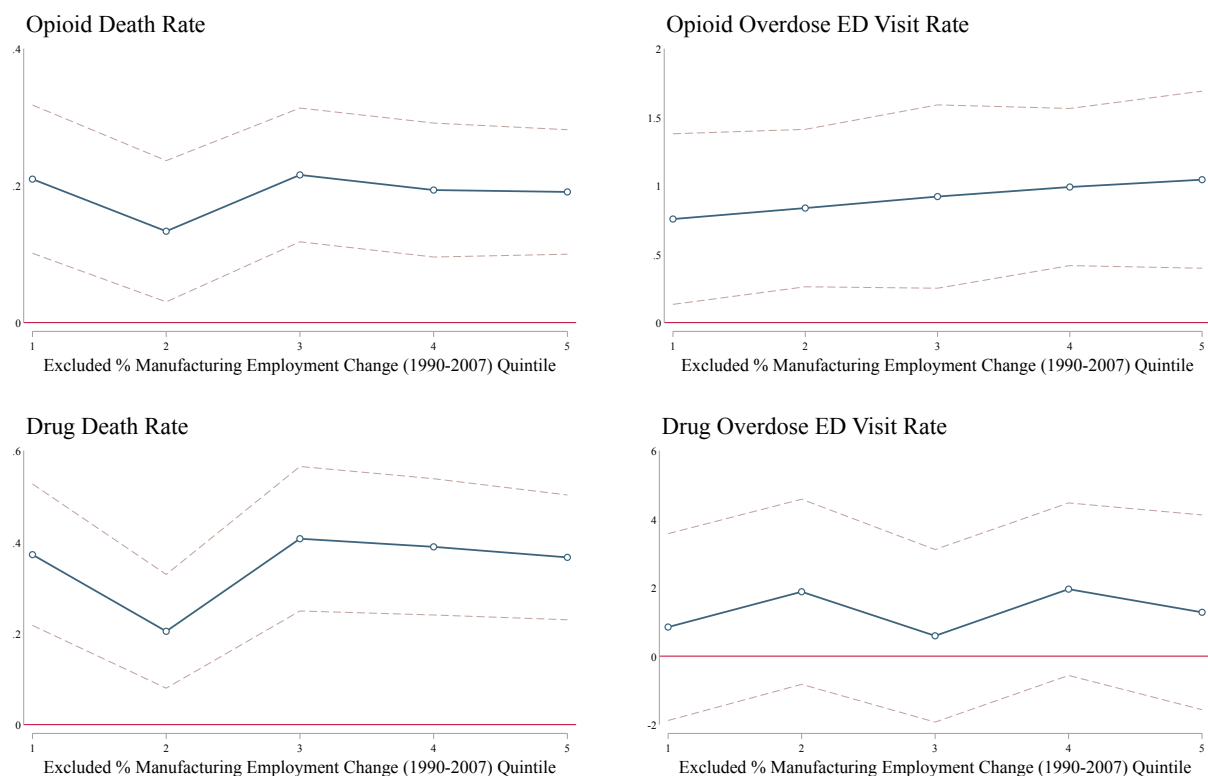 Opioid Death Rate
.4
.2
0
1 2 3 4 5
Excluded % Manufacturing Employment Change (1990-2007) Quintile
Opioid Overdose ED Visit Rate
2
1.5
1
.5
0
1 2 3 4 5
Excluded % Manufacturing Employment Change (1990-2007) Quintile
Drug Death Rate
.6
.4
.2
0
1 2 3 4 5
Excluded % Manufacturing Employment Change (1990-2007) Quintile
Drug Overdose ED Visit Rate
6
4
2
0
-2
1 2 3 4 5
Excluded % Manufacturing Employment Change (1990-2007) Quintile